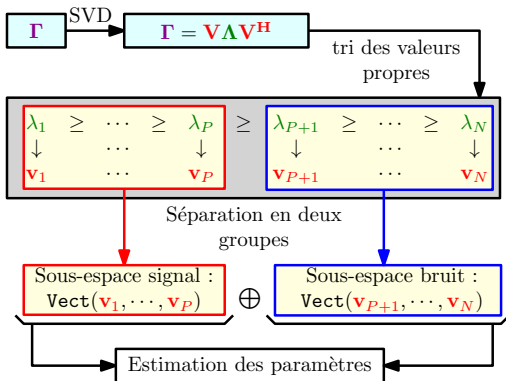 Γ SVD Γ = VΛV^H
tri des valeurs
propres
λ_1 ≥ ⋯ ≥ λ_P ≥ λ_{P+1} ≥ ⋯ ≥ λ_N
↓ ⋯ ↓ ↓ ⋯ ↓
v_1 ⋯ v_P v_{P+1} ⋯ v_N
Séparation en deux
groupes
Sous-espace signal :
Vect(v_1, ⋯, v_P)
⊕
Sous-espace bruit :
Vect(v_{P+1}, ⋯, v_N)
Estimation des paramètres